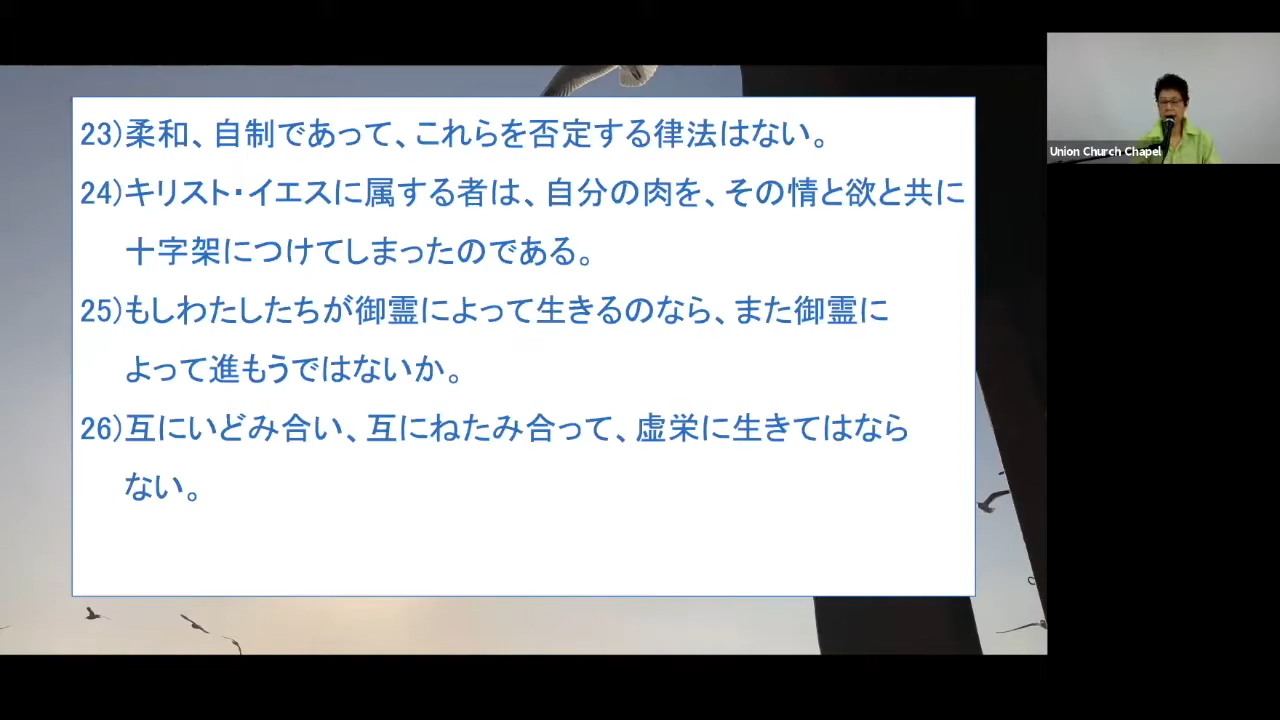 23)柔和、自制であって、これらを否定する律法はない。
24)キリスト・イエスに属する者は、自分の肉を、その情と欲と共に
十字架につけてしまったのである。
25)もしわたしたちが御霊によって生きるのなら、また御霊に
よって進もうではないか。
26)互にいどみ合い、互にねたみ合って、虚栄に生きてはなら
ない。
Union Church Chapel